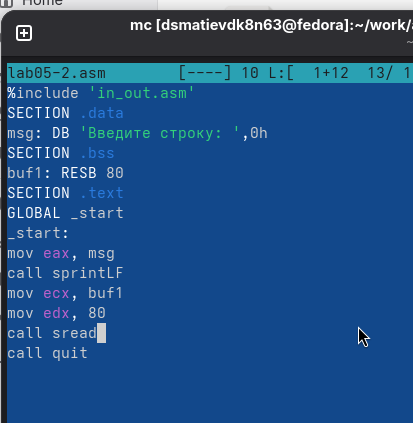 Home
mc [dsmatievdk8n63@fedora]:~/work/
lab05-2.asm [----] 10 L:[ 1+12 13/ 1
%include 'in_out.asm'
SECTION .data
msg: DB 'Введите строку: ',0h
SECTION .bss
buf1: RESB 80
SECTION .text
GLOBAL _start
_start:
mov eax, msg
call sprintLF
mov ecx, buf1
mov edx, 80
call sread
call quit